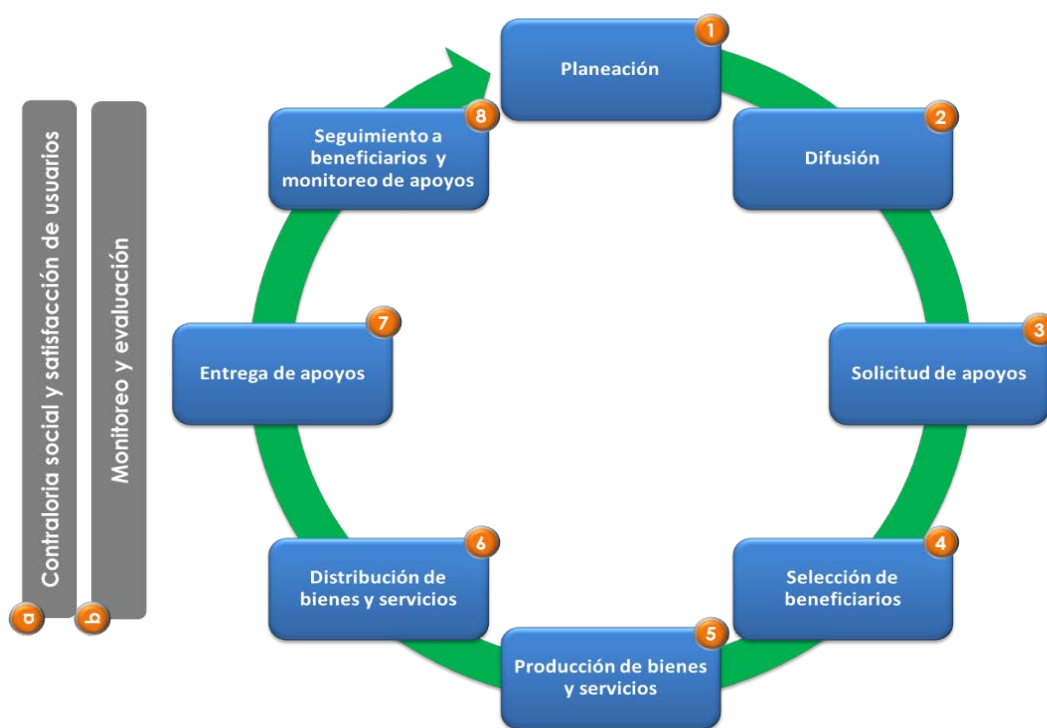 1
Planeación
2
Difusión
3
Solicitud de apoyos
4
Selección de
beneficiarios
5
Producción de bienes
y servicios
6
Distribución de
bienes y servicios
7
Entrega de apoyos
8
Seguimiento a
beneficiarios y
monitoreo de apoyos
a
Contraloria social y satisfacción de usuarios
b
Monitoreo y evaluación